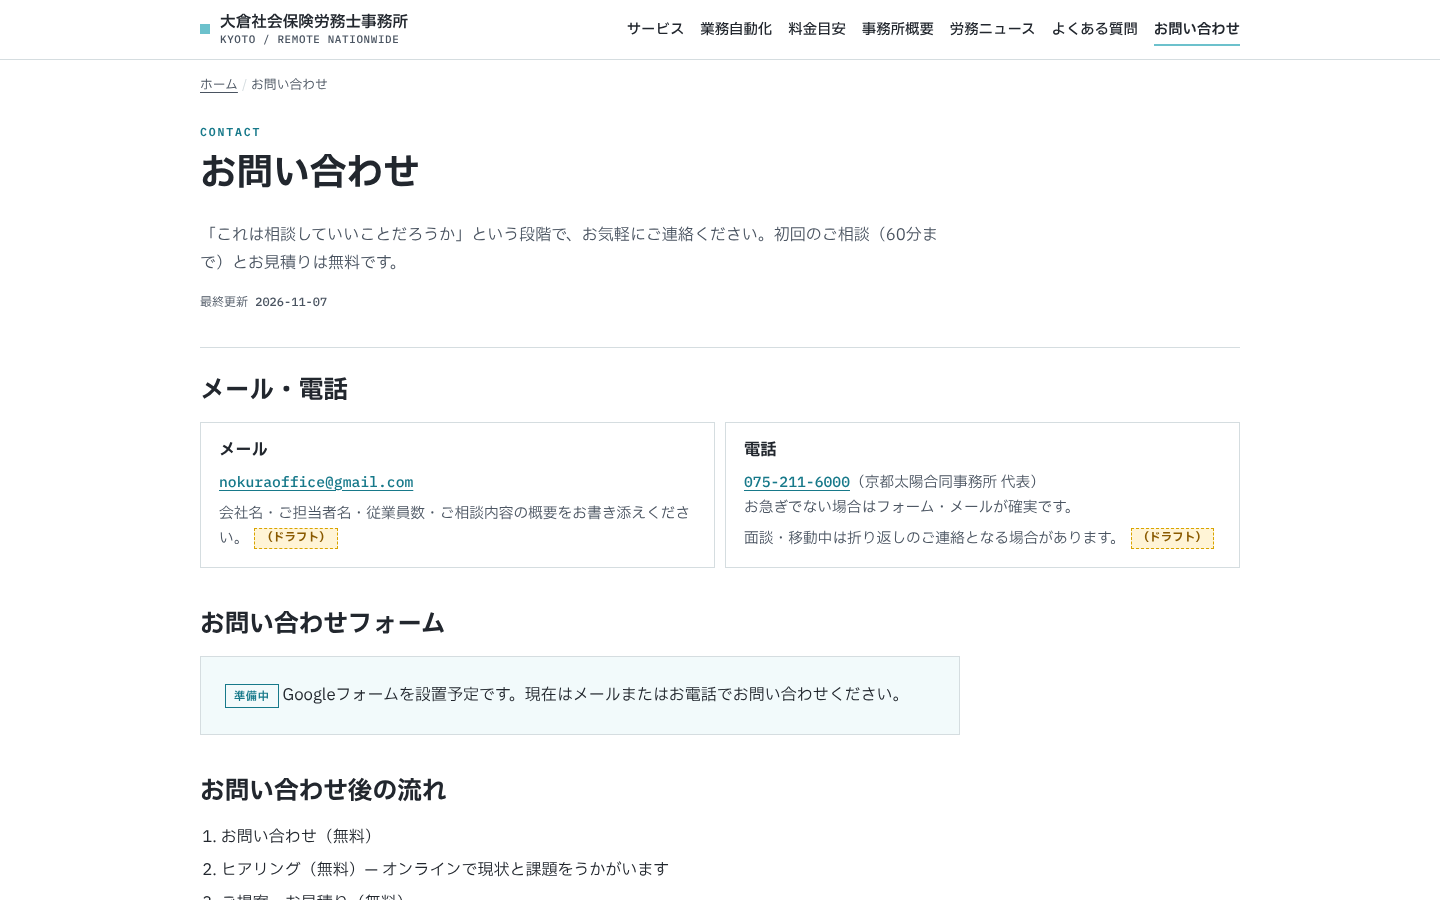 大倉社会保険労務士事務所
KYOTO / REMOTE NATIONWIDE
サービス 業務自動化 料金目安 事務所概要 労務ニュース よくある質問 お問い合わせ
ホーム / お問い合わせ
CONTACT
お問い合わせ
「これは相談していいことだろうか」という段階で、お気軽にご連絡ください。初回のご相談（60分ま
で）とお見積りは無料です。
最終更新 2026-11-07
メール・電話
メール
nokuraoffice@gmail.com
会社名・ご担当者名・従業員数・ご相談内容の概要をお書き添えくださ
い。 （ドラフト）
電話
075-211-6000（京都太陽合同事務所 代表）
お急ぎでない場合はフォーム・メールが確実です。
面談・移動中は折り返しのご連絡となる場合があります。 （ドラフト）
お問い合わせフォーム
準備中 Googleフォームを設置予定です。現在はメールまたはお電話でお問い合わせください。
お問い合わせ後の流れ
1. お問い合わせ（無料）
2. ヒアリング（無料）— オンラインで現状と課題をうかがいます